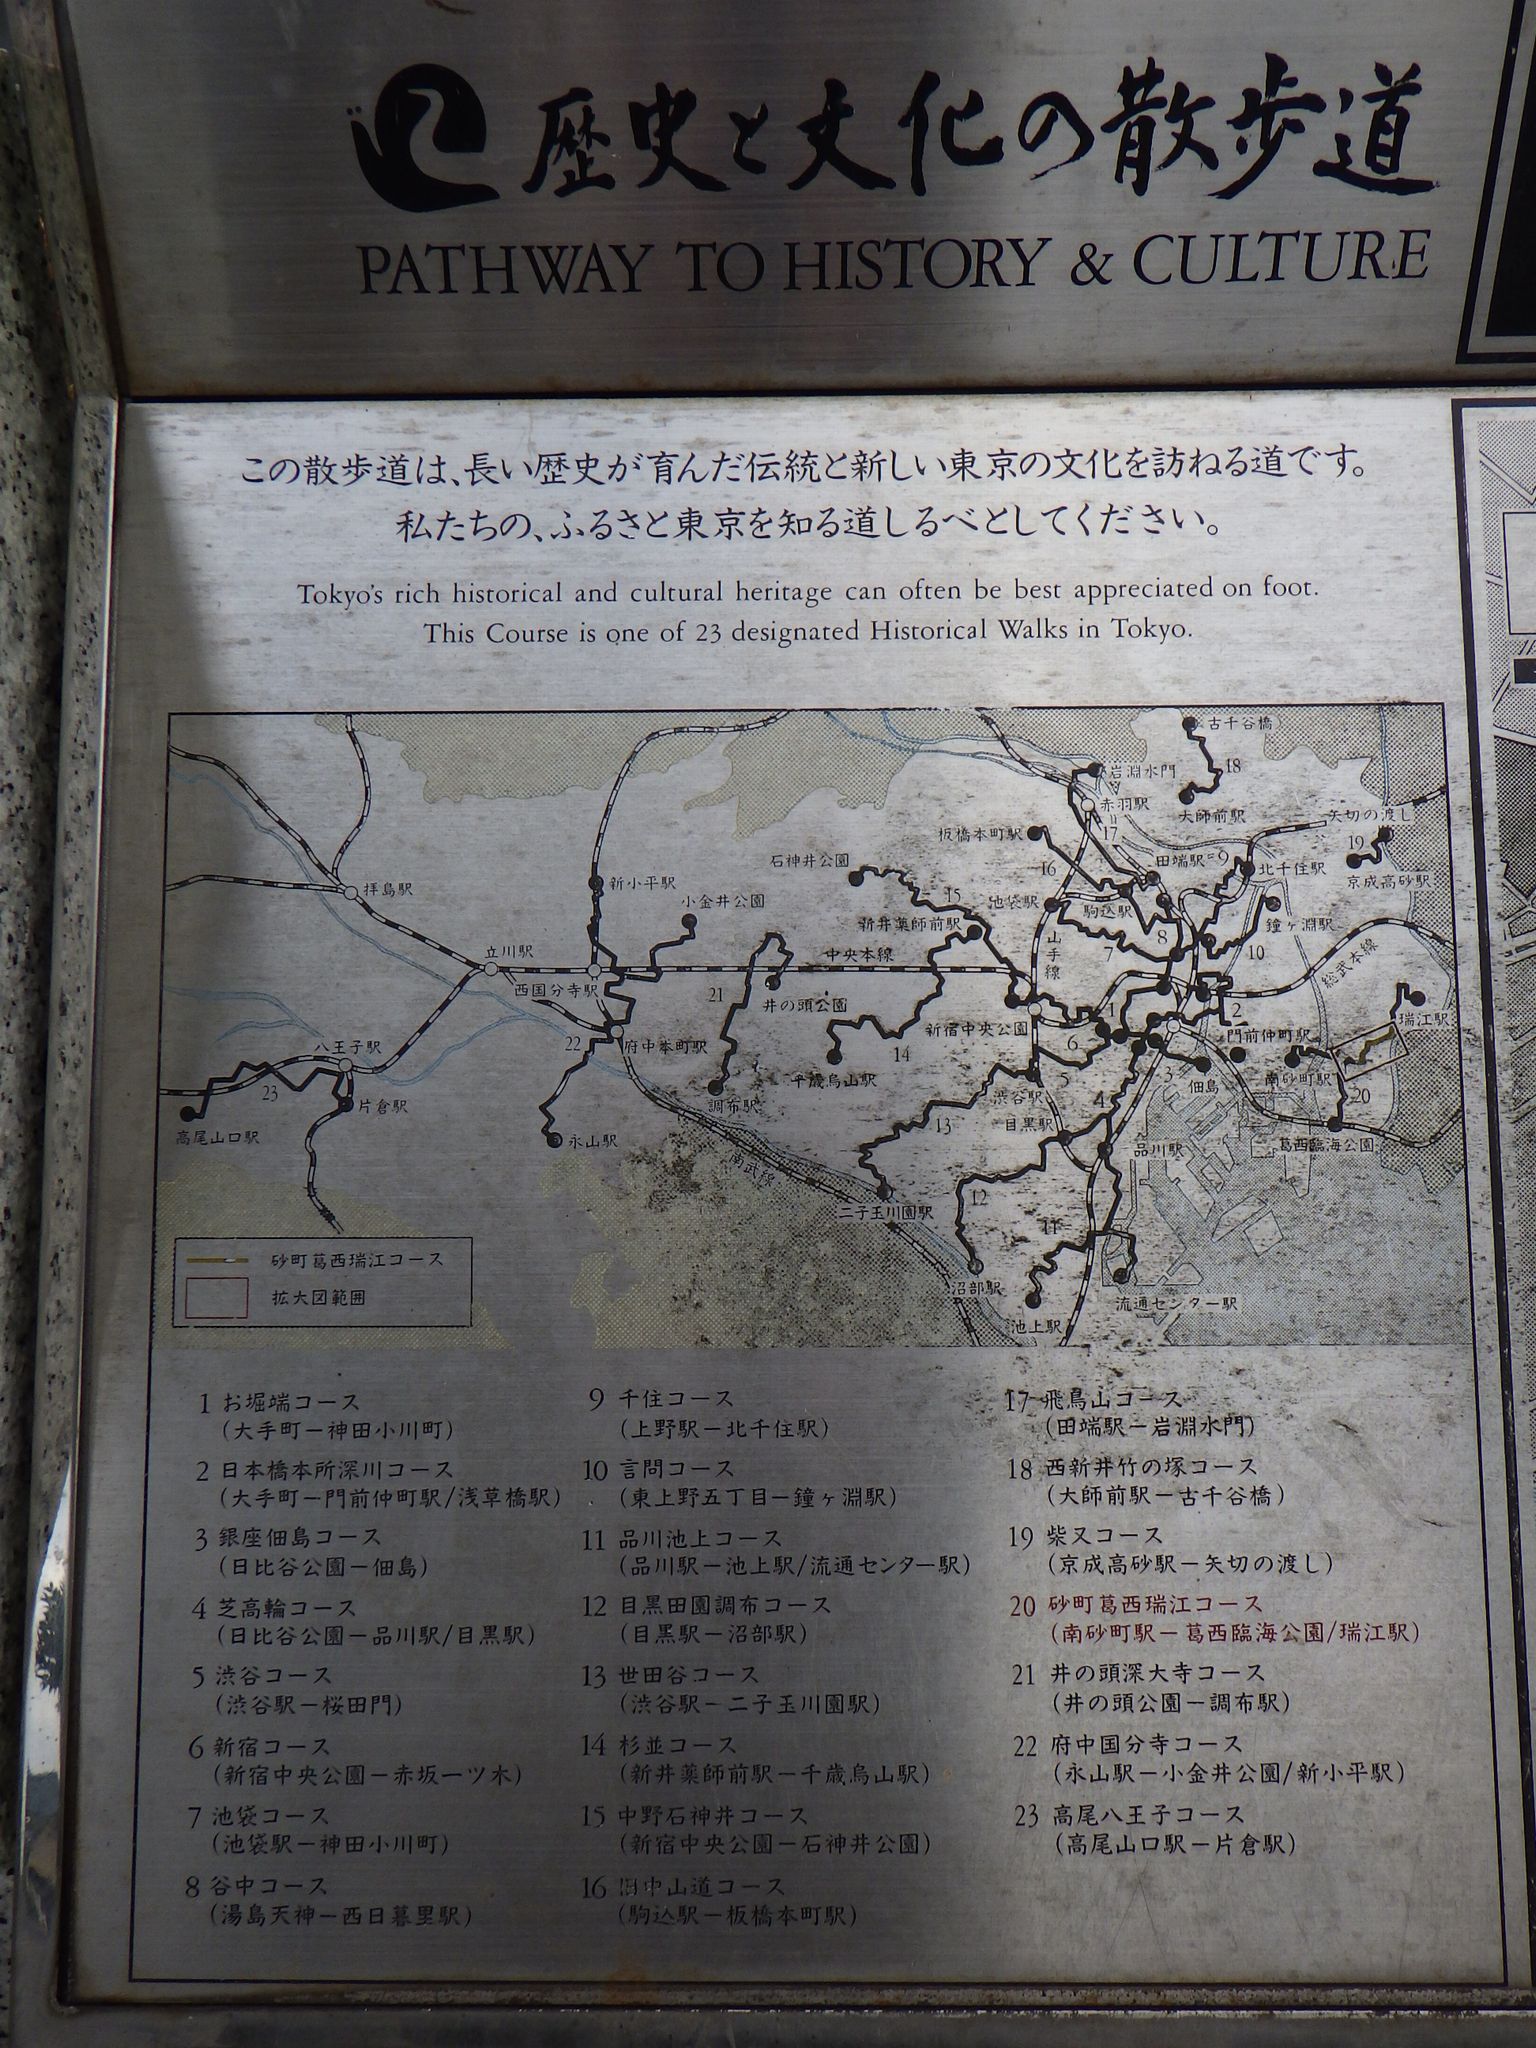 歴史と文化の散歩道
PATHWAY TO HISTORY & CULTURE
この散歩道は、長い歴史が育んだ伝統と新しい東京の文化を訪ねる道です。
私たちの、ふるさと東京を知る道しるべとしてください。
Tokyo's rich historical and cultural heritage can often be best appreciated on foot.
This Course is one of 23 designated Historical Walks in Tokyo.
古千谷橋
18
岩淵水門
大師前駅
赤羽駅
矢切の渡し
17
板橋本町駅
19
石神井公園
田端駅
9
北千住駅
京成高砂駅
16
拝島駅
新小平駅
小金井公園
15
池袋駅
駒込駅
鐘ヶ淵駅
新井薬師前駅
山手線
8
中央本線
7
10
総武本線
立川駅
西国分寺駅
21
井の頭公園
新宿中央公園
1
2
瑞江駅
八王子駅
22
府中本町駅
14
6
門前仲町駅
千歳烏山駅
5
3
佃島
南砂町駅
23
片倉駅
調布駅
渋谷駅
4
20
高尾山口駅
永山駅
13
目黒駅
品川駅
葛西臨海公園
南武線
12
二子玉川園駅
11
沼部駅
流通センター駅
池上駅
砂町葛西瑞江コース
拡大図範囲
1 お堀端コース
(大手町－神田小川町)
2 日本橋本所深川コース
(大手町－門前仲町駅/浅草橋駅)
3 銀座佃島コース
(日比谷公園－佃島)
4 芝高輪コース
(日比谷公園－品川駅/目黒駅)
5 渋谷コース
(渋谷駅－桜田門)
6 新宿コース
(新宿中央公園－赤坂一ツ木)
7 池袋コース
(池袋駅－神田小川町)
8 谷中コース
(湯島天神－西日暮里駅)
9 千住コース
(上野駅－北千住駅)
10 言問コース
(東上野五丁目－鐘ヶ淵駅)
11 品川池上コース
(品川駅－池上駅/流通センター駅)
12 目黒田園調布コース
(目黒駅－沼部駅)
13 世田谷コース
(渋谷駅－二子玉川園駅)
14 杉並コース
(新井薬師前駅－千歳烏山駅)
15 中野石神井コース
(新宿中央公園－石神井公園)
16 旧中山道コース
(駒込駅－板橋本町駅)
17 飛鳥山コース
(田端駅－岩淵水門)
18 西新井竹の塚コース
(大師前駅－古千谷橋)
19 柴又コース
(京成高砂駅－矢切の渡し)
20 砂町葛西瑞江コース
(南砂町駅－葛西臨海公園/瑞江駅)
21 井の頭深大寺コース
(井の頭公園－調布駅)
22 府中国分寺コース
(永山駅－小金井公園/新小平駅)
23 高尾八王子コース
(高尾山口駅－片倉駅)